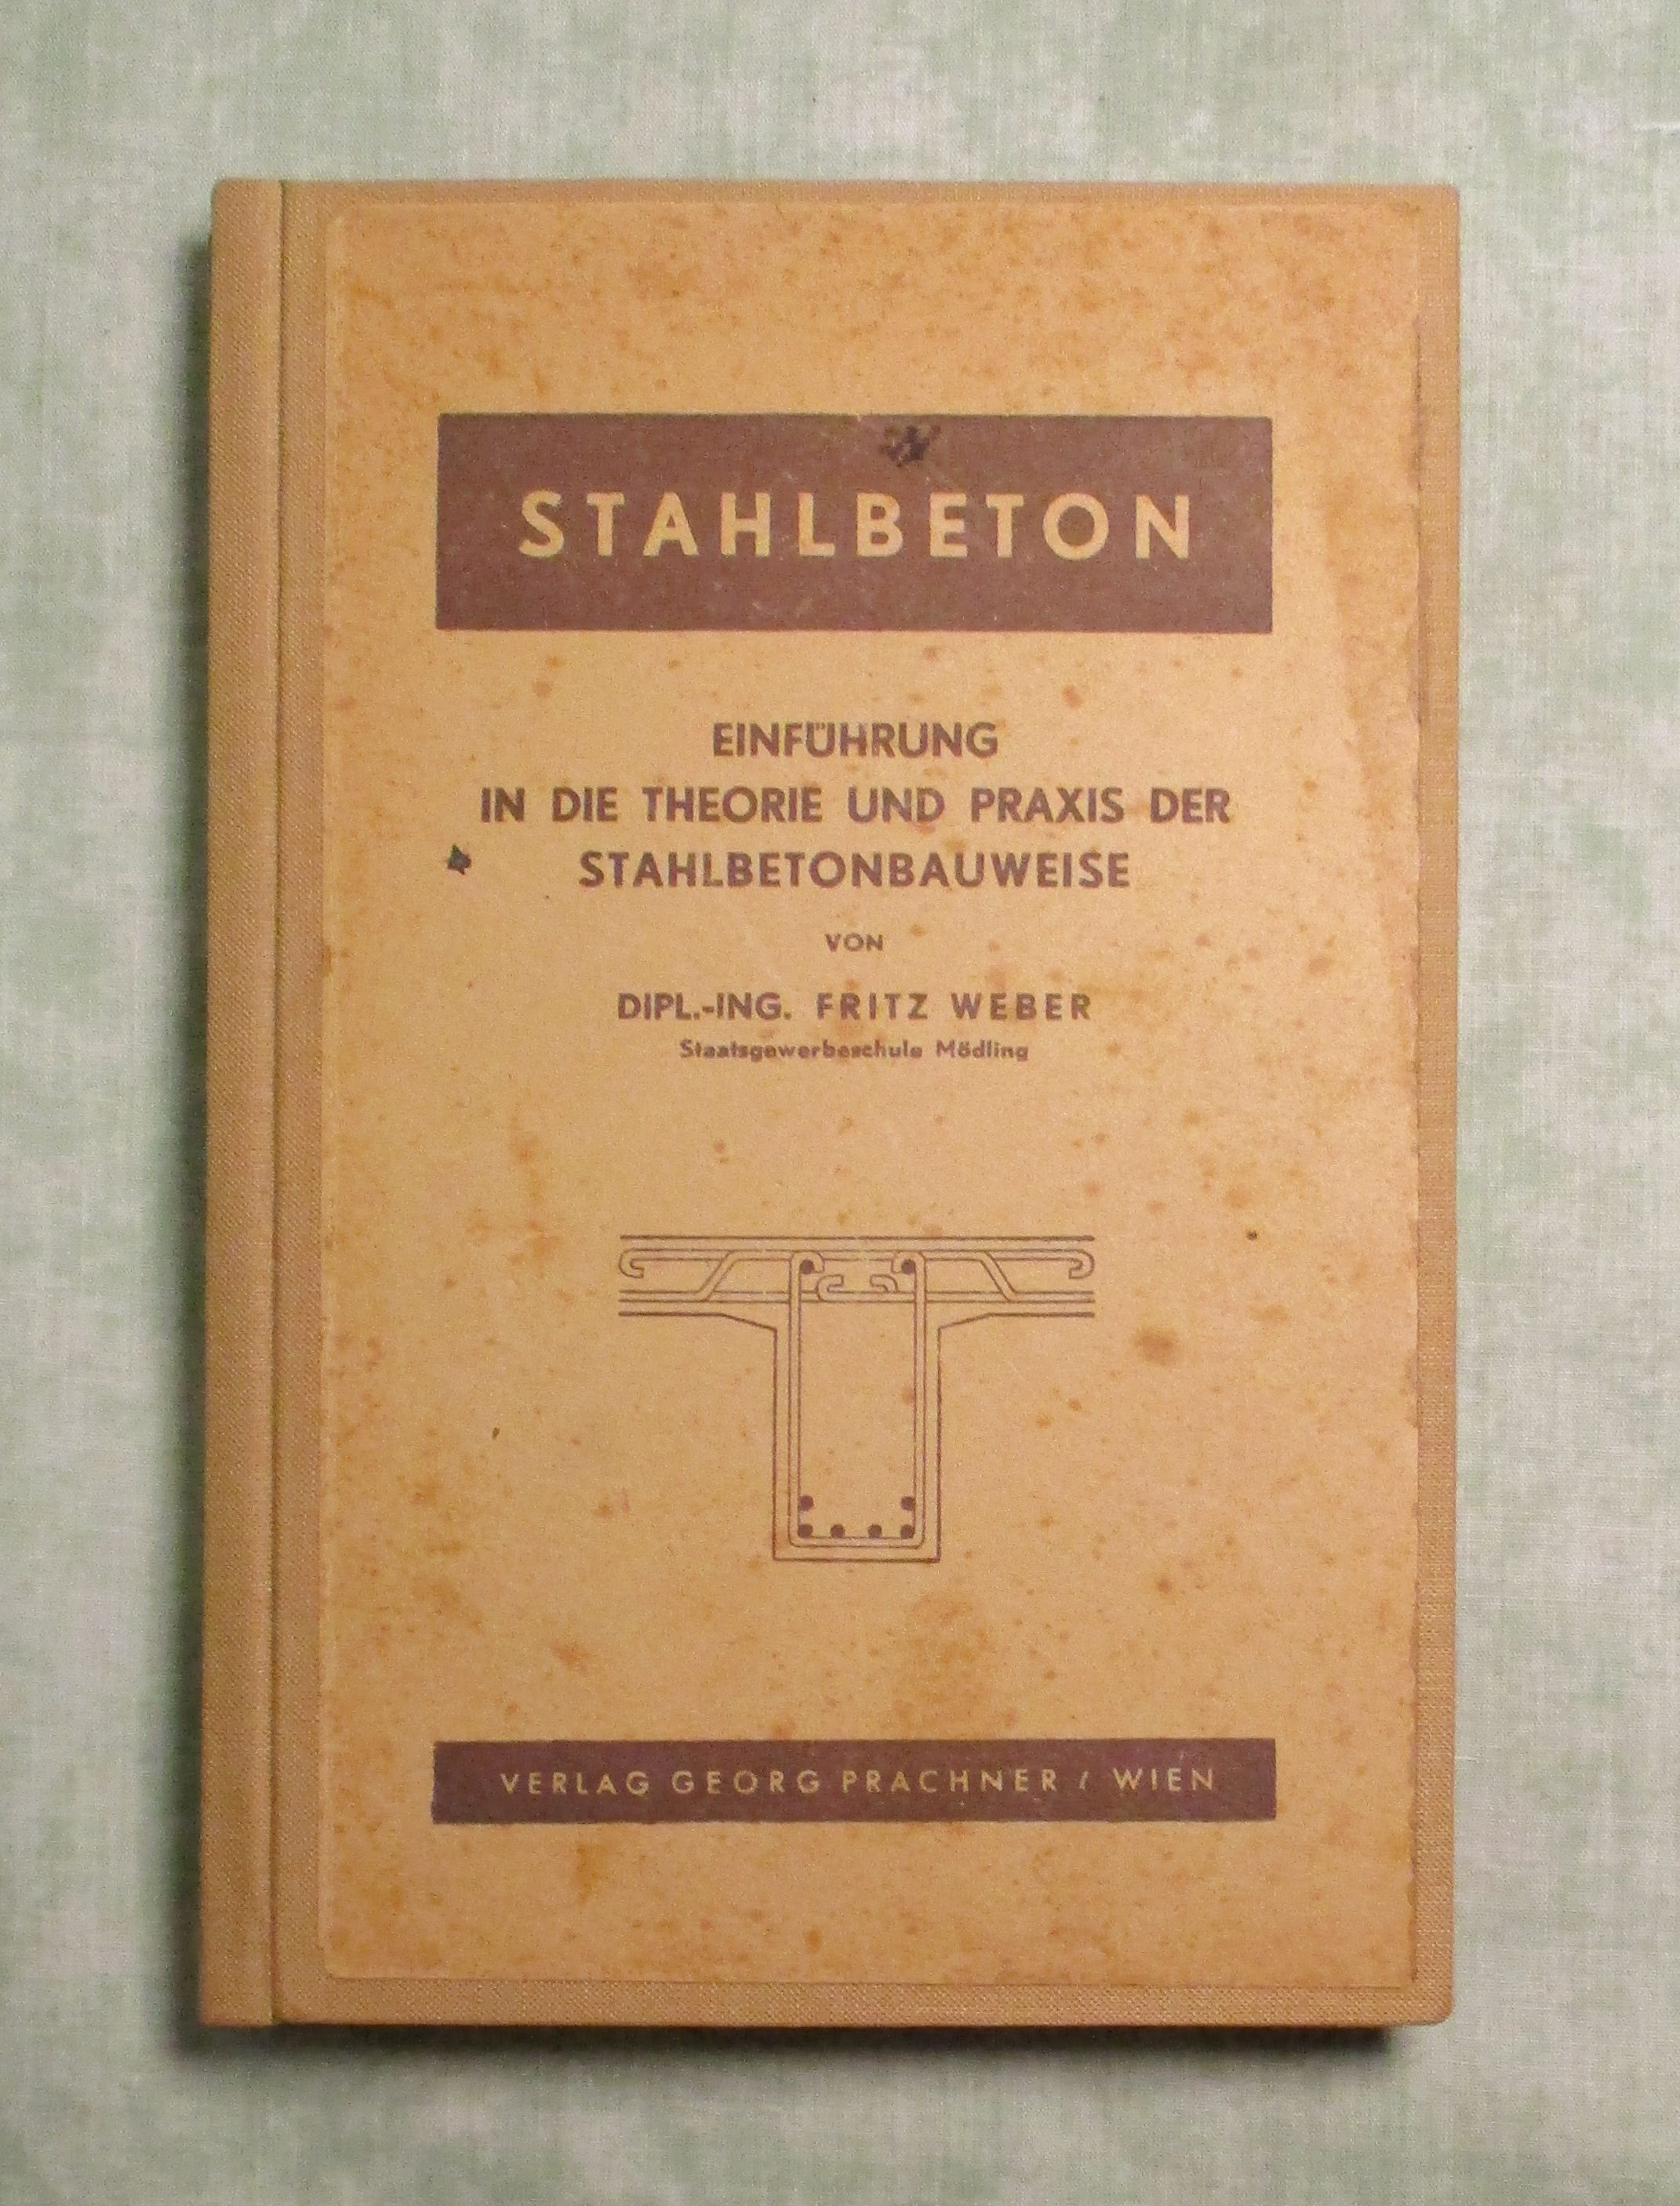 STAHLBETON
EINFÜHRUNG
IN DIE THEORIE UND PRAXIS DER
STAHLBETONBAUWEISE
VON
DIPL.-ING. FRITZ WEBER
Staatsgewerbeschule Mödling
VERLAG GEORG PRACHNER / WIEN